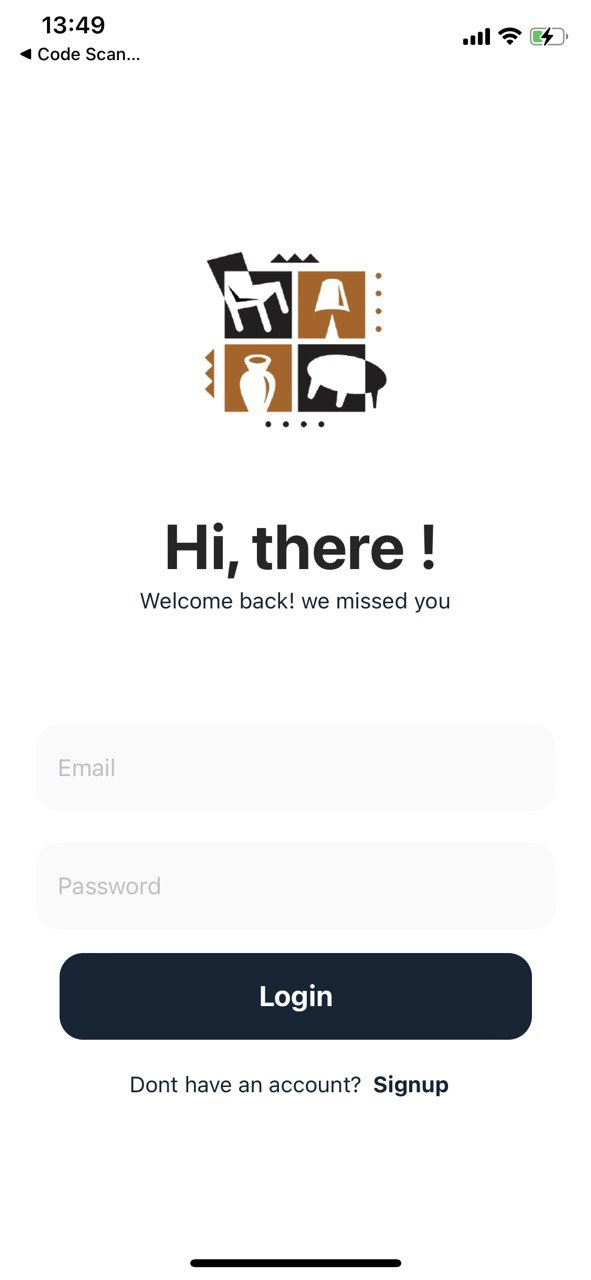 13:49
◀ Code Scan...
Hi, there !
Welcome back! we missed you
Email
Password
Login
Dont have an account? Signup